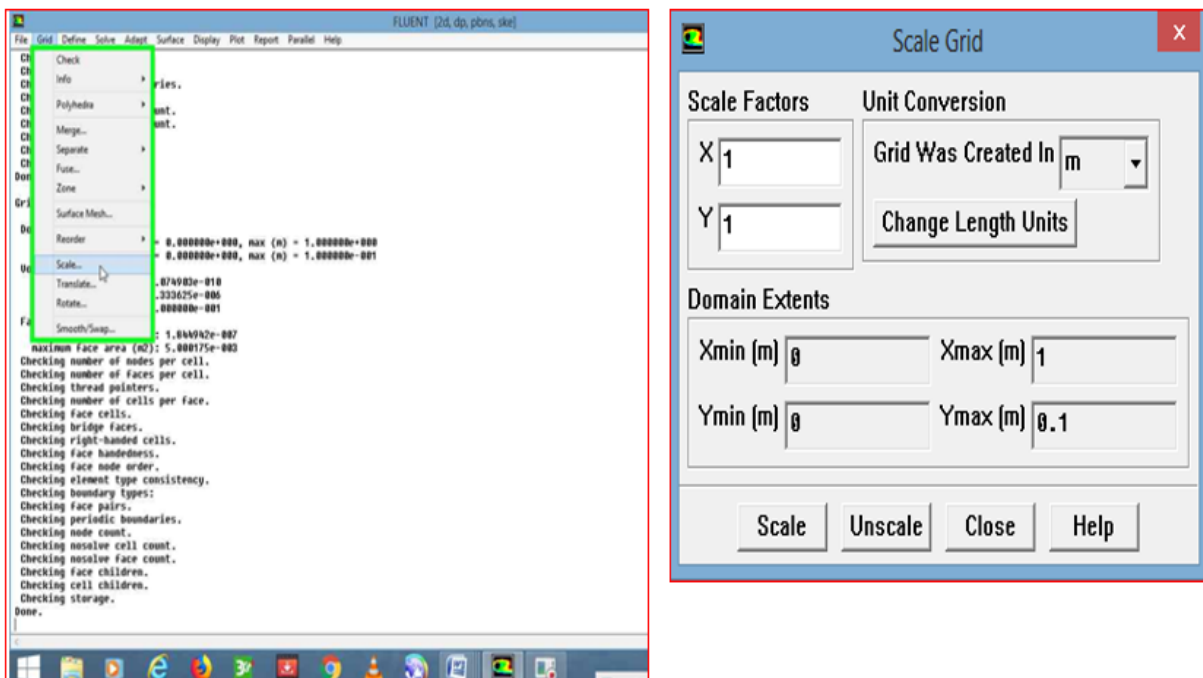 FLUENT [2d, dp, pbns, ske]
File Grid Define Solve Adapt Surface Display Plot Report Parallel Help
Check
Info
ries.
Polyhedra
unt.
Merge...
unt.
Separate
Fuse...
Don
Zone
Gri
Surface Mesh...
Do
Reorder
= 0.000000e+000, max (m) = 1.000000e+000
= 0.000000e+000, max (m) = 1.000000e-001
Scale...
Vo
Translate...
.074903e-010
.333625e-006
Rotate...
.000000e-001
Fa
Smooth/Swap...
: 1.844942e-007
maximum face area (m2): 5.000175e-003
Checking number of nodes per cell.
Checking number of faces per cell.
Checking thread pointers.
Checking number of cells per face.
Checking face cells.
Checking bridge faces.
Checking right-handed cells.
Checking face handedness.
Checking face node order.
Checking element type consistency.
Checking boundary types:
Checking face pairs.
Checking periodic boundaries.
Checking node count.
Checking nosolve cell count.
Checking nosolve face count.
Checking face children.
Checking cell children.
Checking storage.
Done.
Scale Grid
x
Scale Factors
Unit Conversion
X 1
Grid Was Created In m
Y 1
Change Length Units
Domain Extents
Xmin (m) 0 Xmax (m) 1
Ymin (m) 0 Ymax (m) 0.1
Scale Unscale Close Help